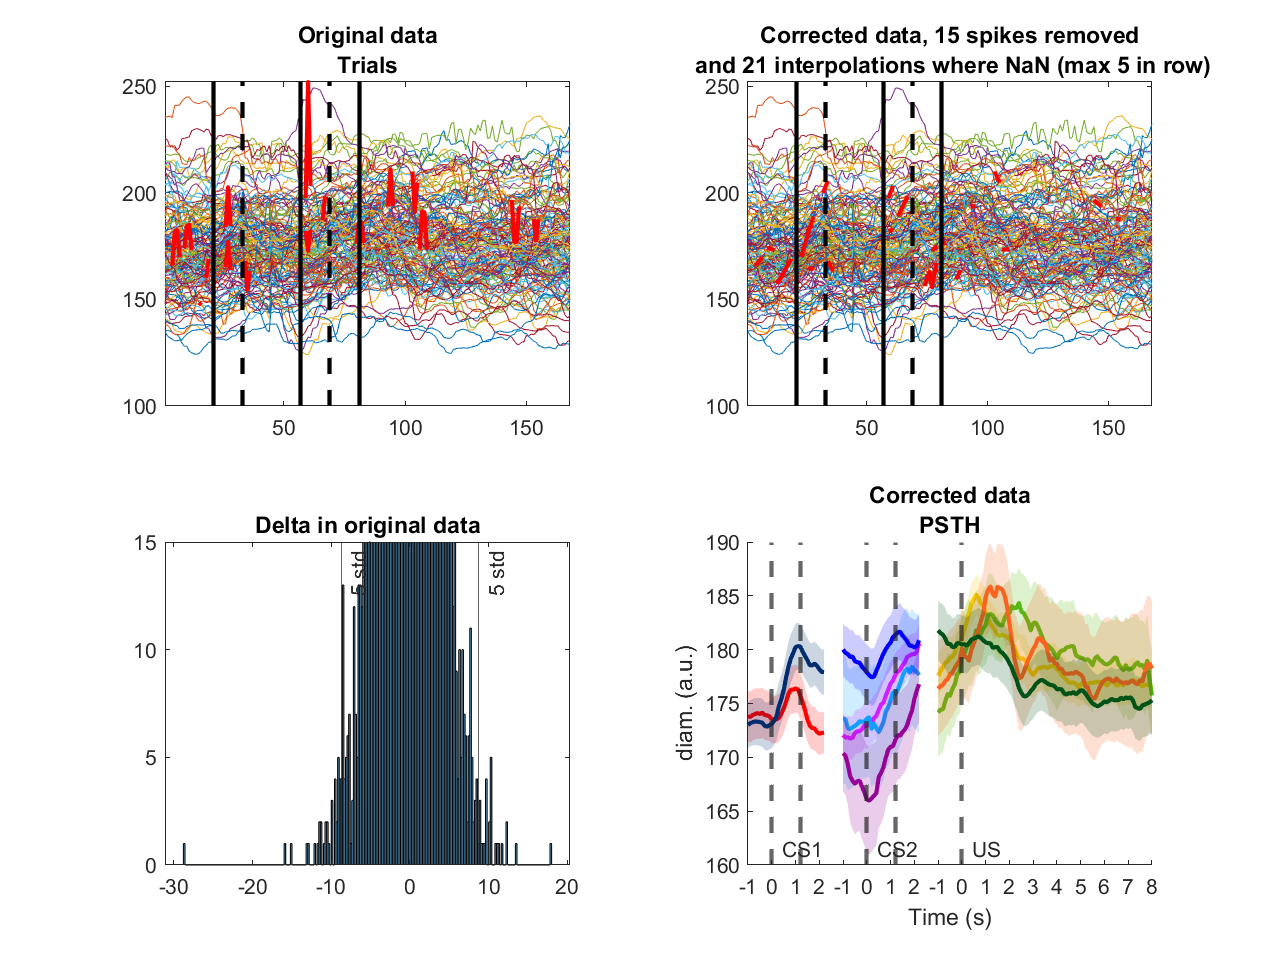 Original data
Trials
250
200
150
100
50
100
150
Corrected data, 15 spikes removed
and 21 interpolations where NaN (max 5 in row)
250
200
150
100
50
100
150
Delta in original data
15
10
5
0
-30
-20
-10
0
10
20
5 std
5 std
Corrected data
PSTH
diam. (a.u.)
190
185
180
175
170
165
160
CS1
CS2
US
-1 0 1 2 -1 0 1 2 -1 0 1 2 3 4 5 6 7 8
Time (s)